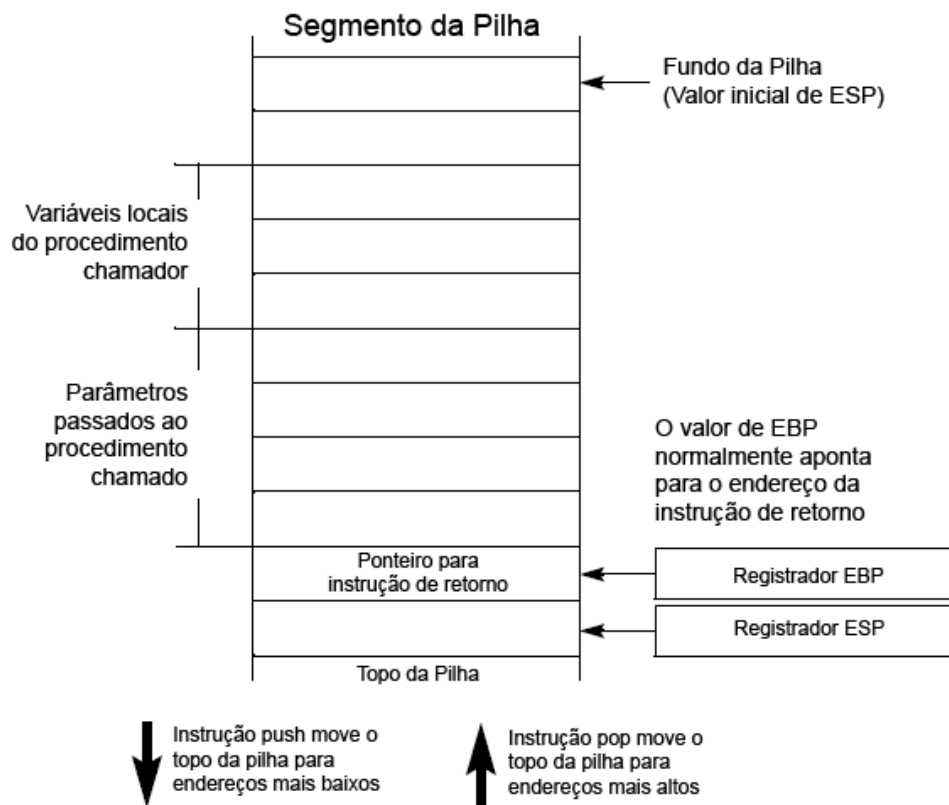 Segmento da Pilha
Fundo da Pilha
(Valor inicial de ESP)
Variáveis locais
do procedimento
chamador
Parâmetros
passados ao
procedimento
chamado
O valor de EBP
normalmente aponta
para o endereço da
instrução de retorno
Ponteiro para
instrução de retorno
Registrador EBP
Registrador ESP
Topo da Pilha
Instrução push move o
topo da pilha para
endereços mais baixos
Instrução pop move o
topo da pilha para
endereços mais altos